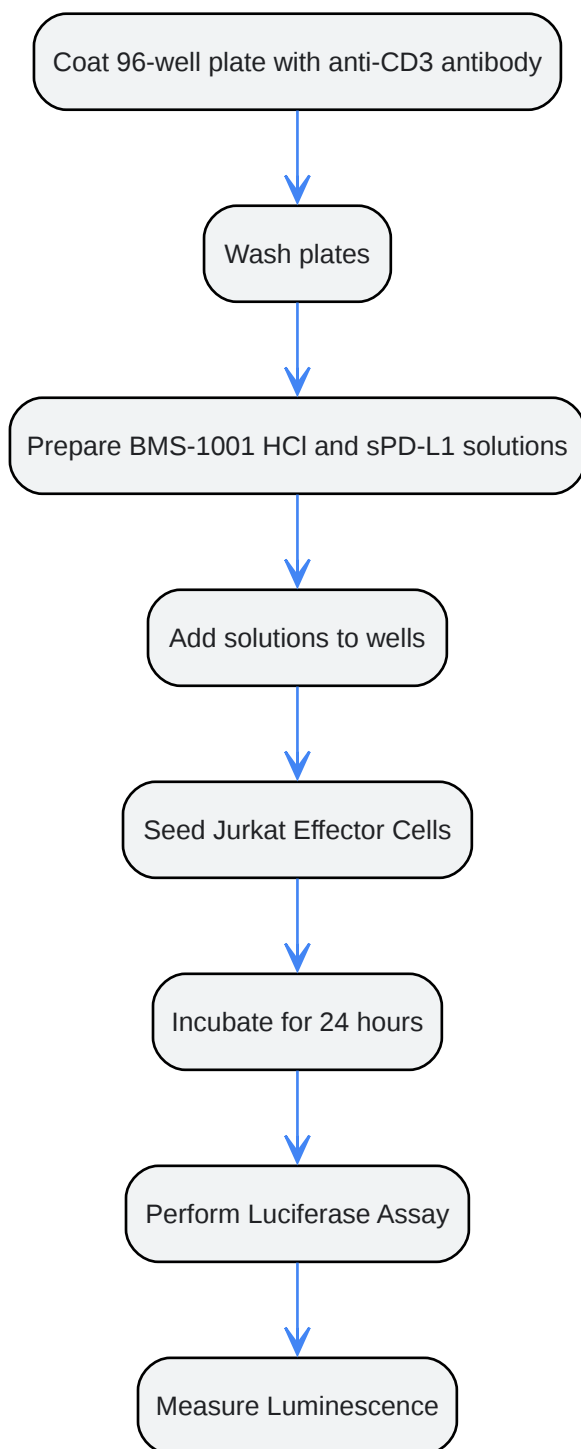 Coat 96-well plate with anti-CD3 antibody
Wash plates
Prepare BMS-1001 HCl and sPD-L1 solutions
Add solutions to wells
Seed Jurkat Effector Cells
Incubate for 24 hours
Perform Luciferase Assay
Measure Luminescence